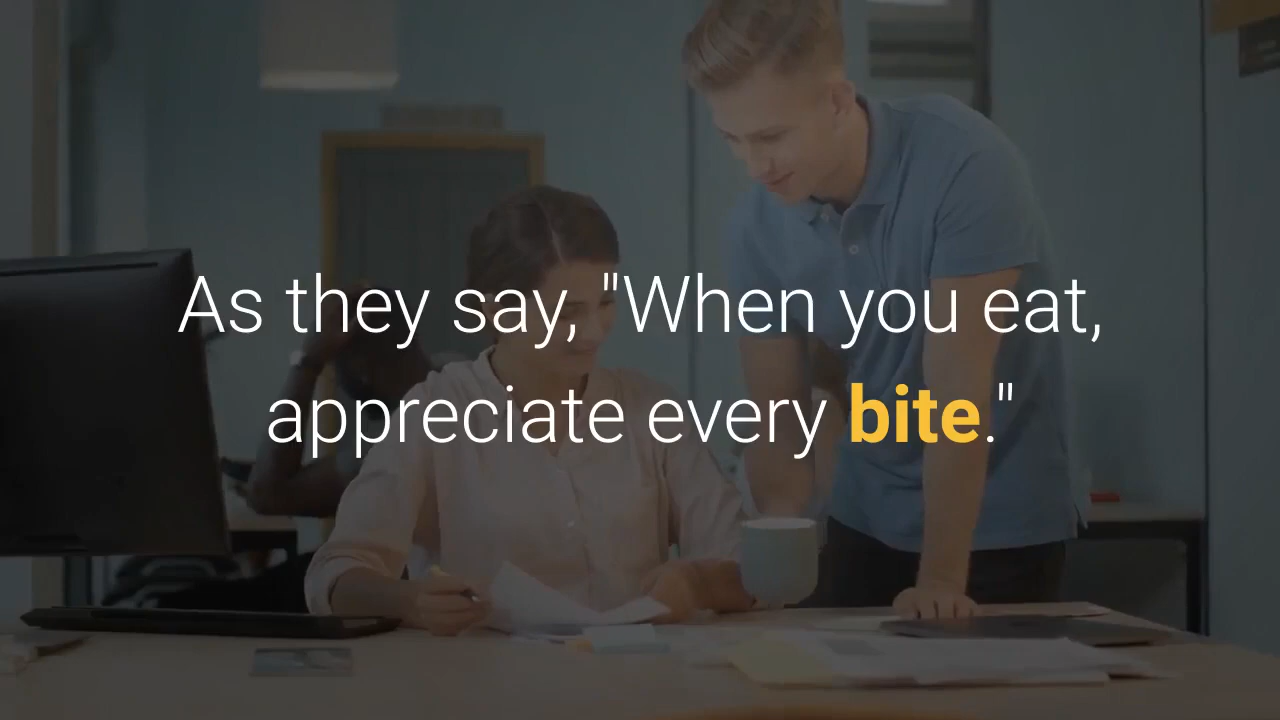 As they say, "When you eat,
appreciate every bite."